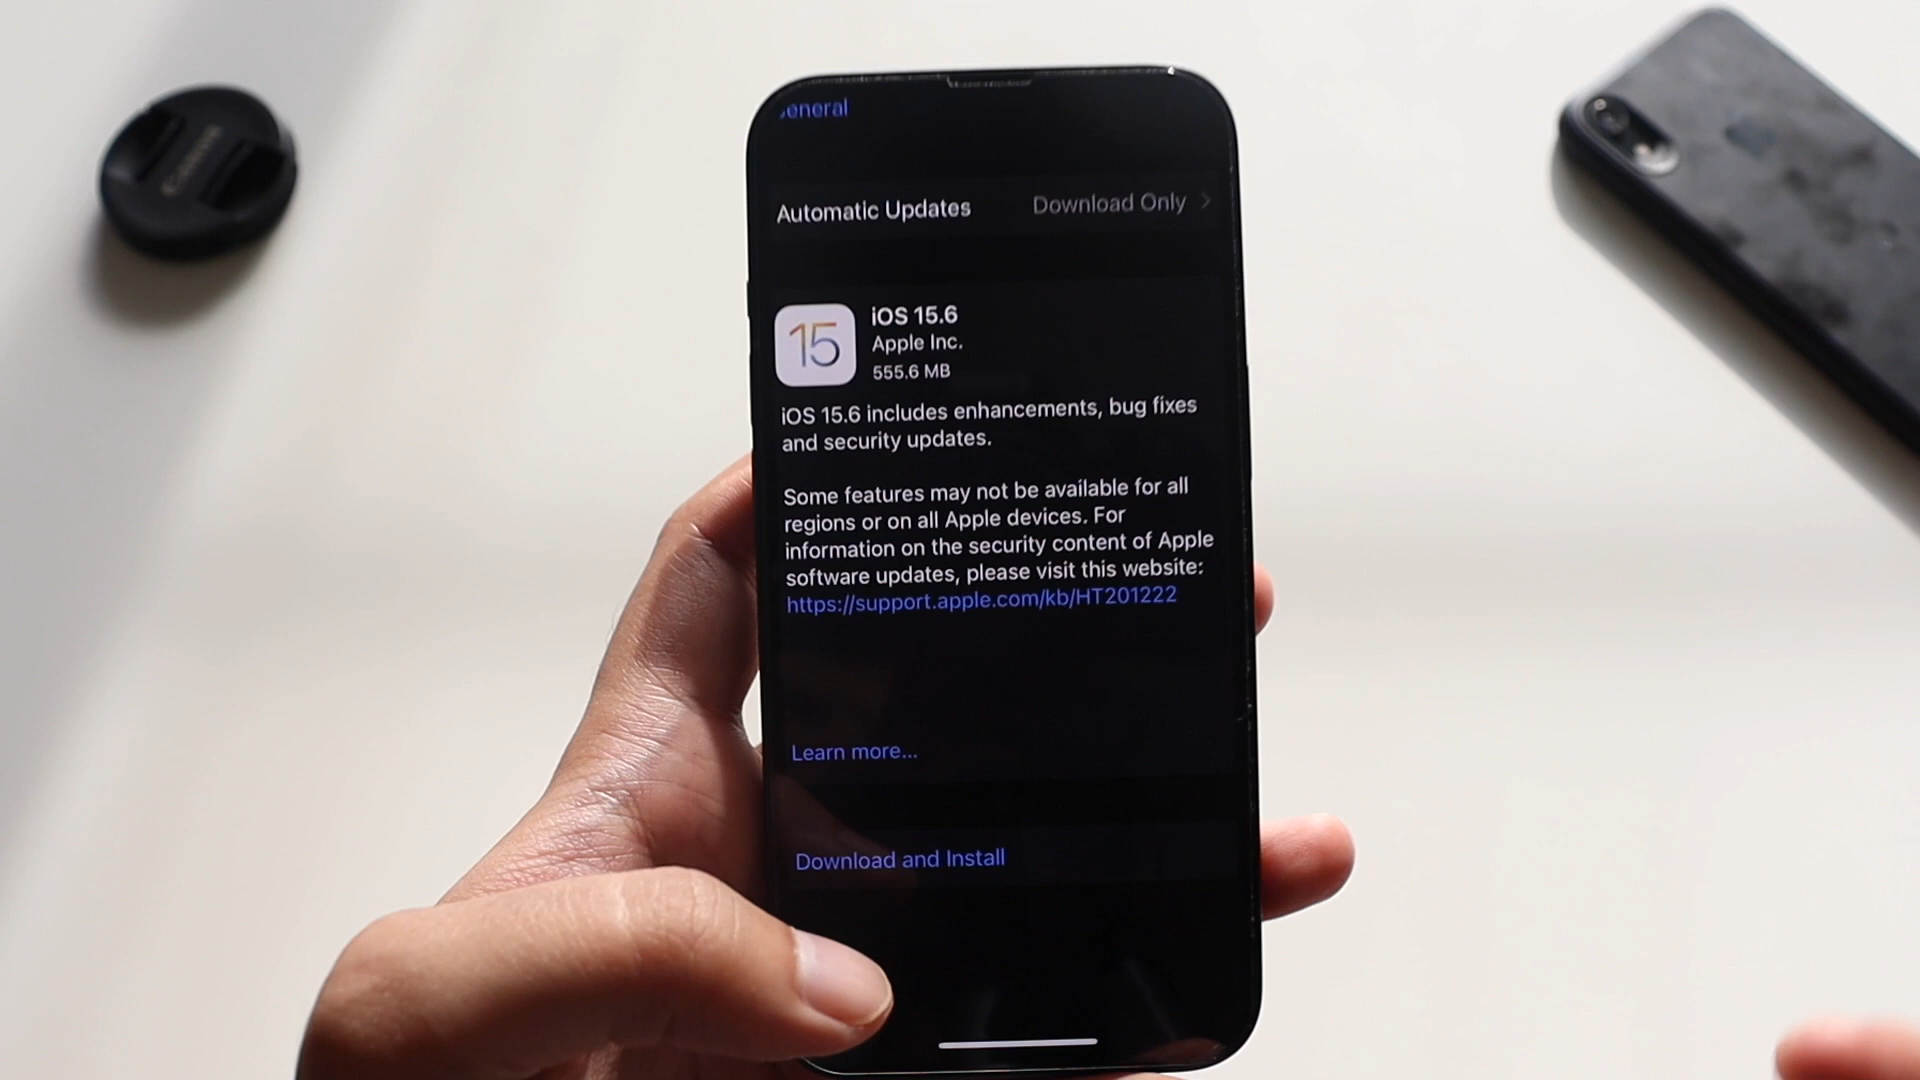 General
Automatic Updates Download Only
15
iOS 15.6
Apple Inc.
555.6 MB
iOS 15.6 includes enhancements, bug fixes
and security updates.
Some features may not be available for all
regions or on all Apple devices. For
information on the security content of Apple
software updates, please visit this website:
https://support.apple.com/kb/HT201222
Learn more...
Download and Install
Canon